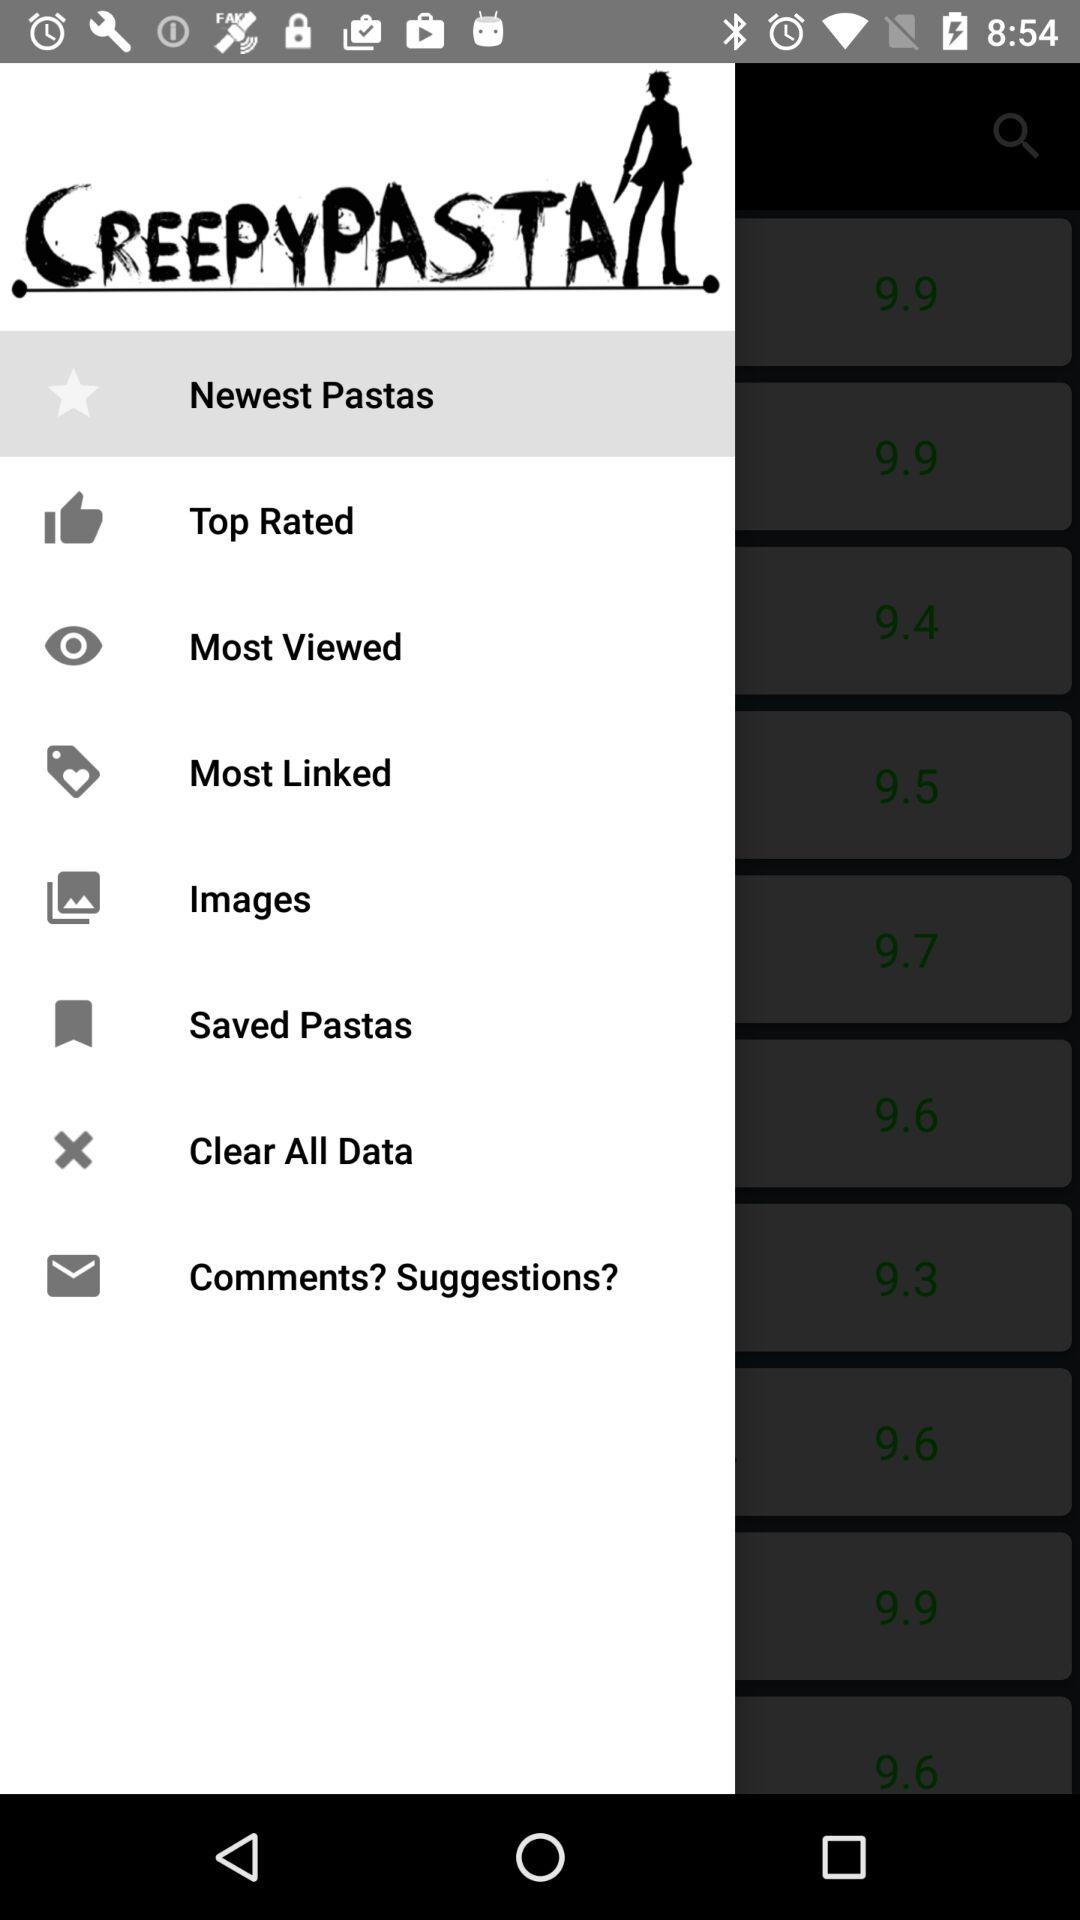 FAKE
8:54
CREEPYPASTA
9.9
Newest Pastas
9.9
Top Rated
9.4
Most Viewed
9.5
Most Linked
9.7
Images
9.6
Saved Pastas
9.3
Clear All Data
9.6
Comments? Suggestions?
9.9
9.6